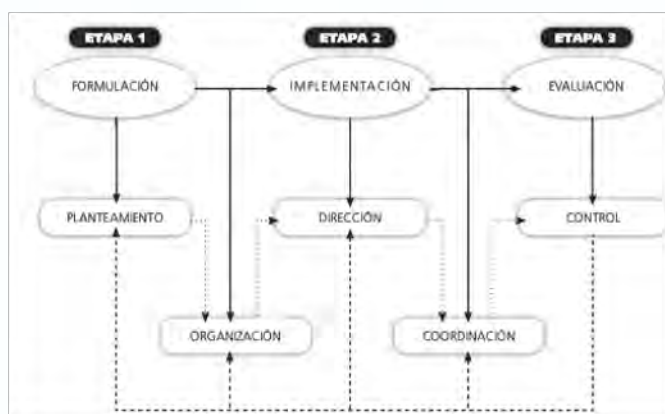 ETAPA 1 ETAPA 2 ETAPA 3
FORMULACIÓN IMPLEMENTACIÓN EVALUACIÓN
PLANTEAMIENTO DIRECCIÓN CONTROL
ORGANIZACIÓN COORDINACIÓN